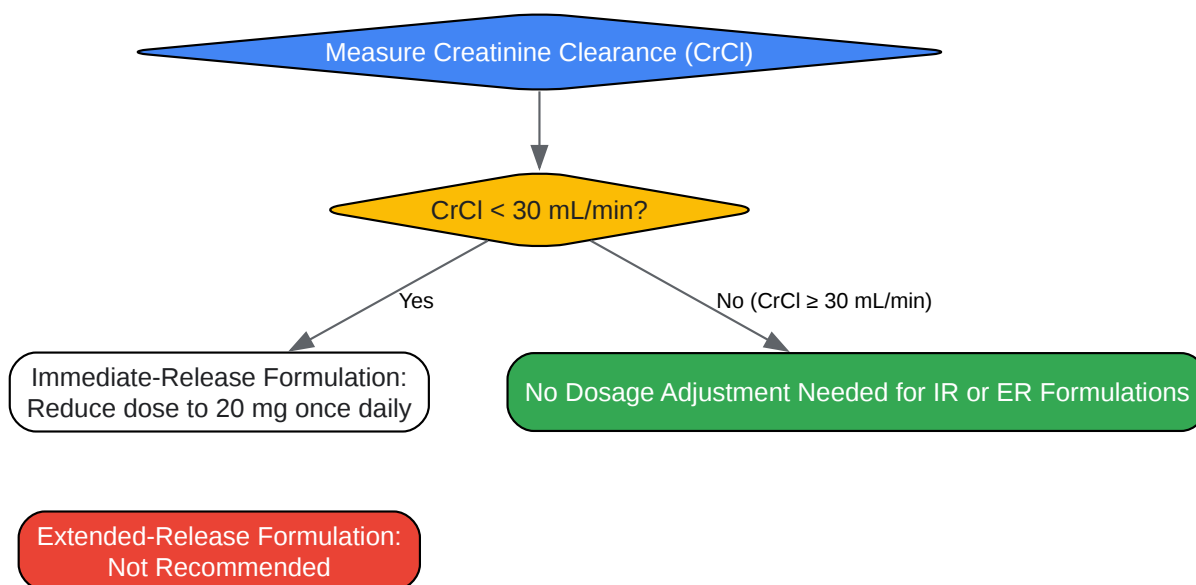 Measure Creatinine Clearance (CrCl)
CrCl < 30 mL/min?
Yes
No (CrCl ≥ 30 mL/min)
Immediate-Release Formulation:
Reduce dose to 20 mg once daily
No Dosage Adjustment Needed for IR or ER Formulations
Extended-Release Formulation:
Not Recommended